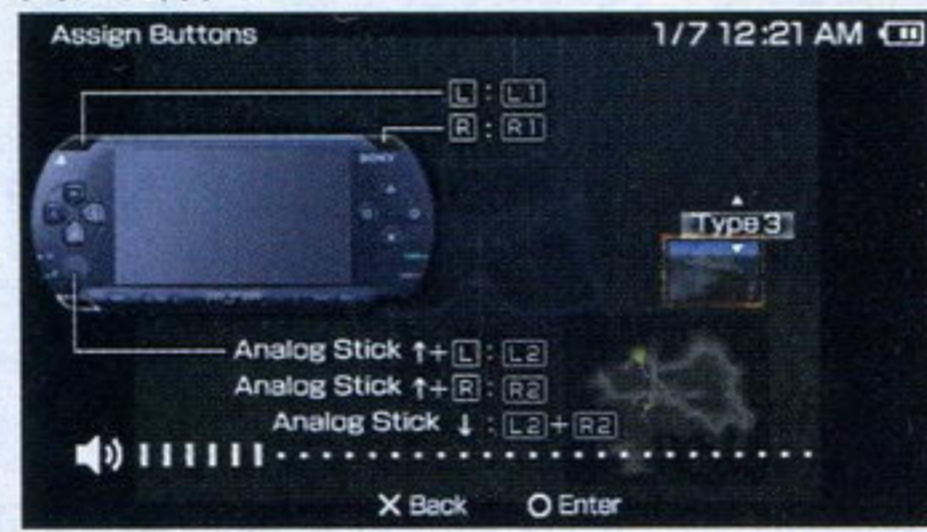 Assign Buttons 1/7 12:21 AM
L : L1
R : R1
SONY
Type 3
Analog Stick ↑+L : L2
Analog Stick ↑+R : R2
Analog Stick ↓ : L2+R2
X Back O Enter